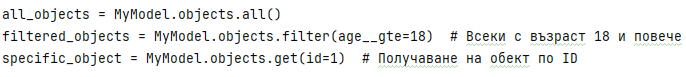 all_objects = MyModel.objects.all()
filtered_objects = MyModel.objects.filter(age__gte=18)  # Всеки с възраст 18 и повече
specific_object = MyModel.objects.get(id=1)  # Получаване на обект по ID